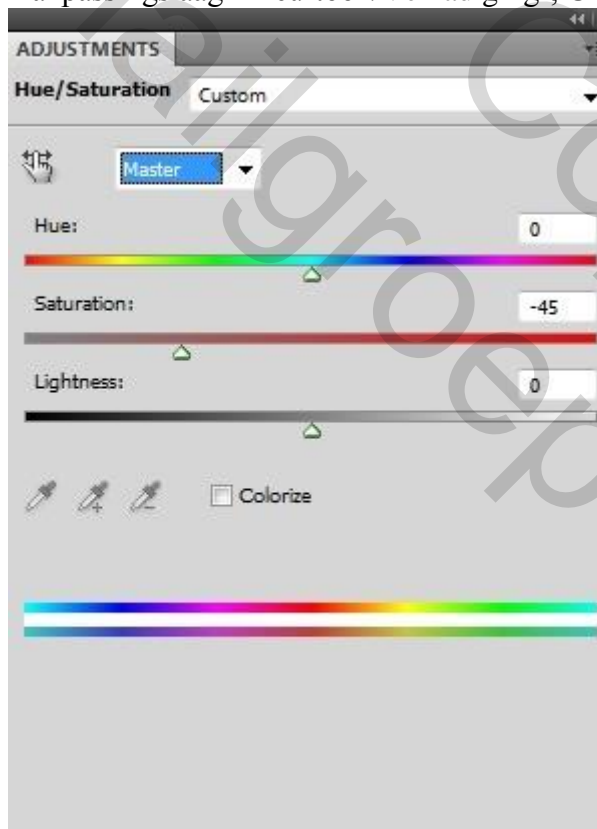 ADJUSTMENTS
Hue/Saturation Custom
Master
Hue: 0
Saturation: -45
Lightness: 0
Colorize